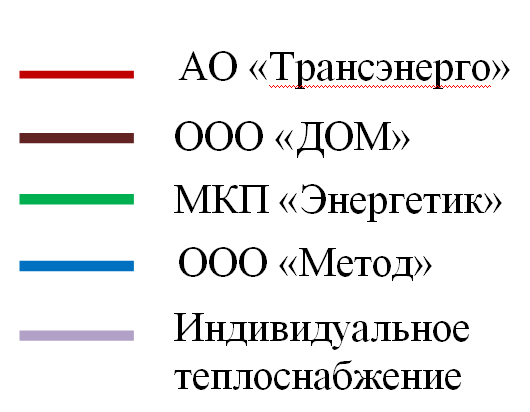 АО «Трансэнерго»
ООО «ДОМ»
МКП «Энергетик»
ООО «Метод»
Индивидуальное
теплоснабжение